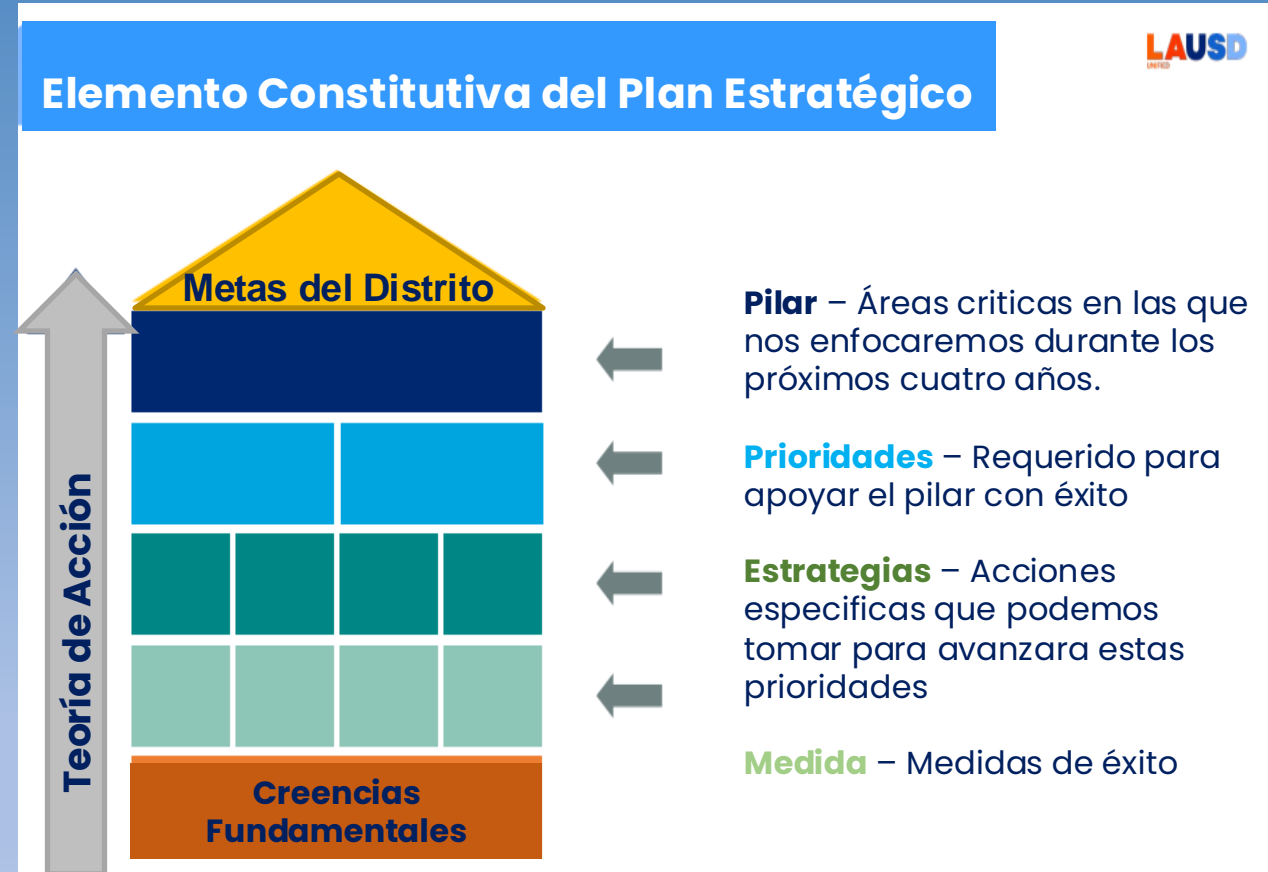 Elemento Constitutiva del Plan Estratégico
LAUSD
UNIFIED
Metas del Distrito
Teoría de Acción
Creencias
Fundamentales
Pilar – Áreas criticas en las que
nos enfocaremos durante los
próximos cuatro años.
Prioridades – Requerido para
apoyar el pilar con éxito
Estrategias – Acciones
especificas que podemos
tomar para avanzara estas
prioridades
Medida – Medidas de éxito